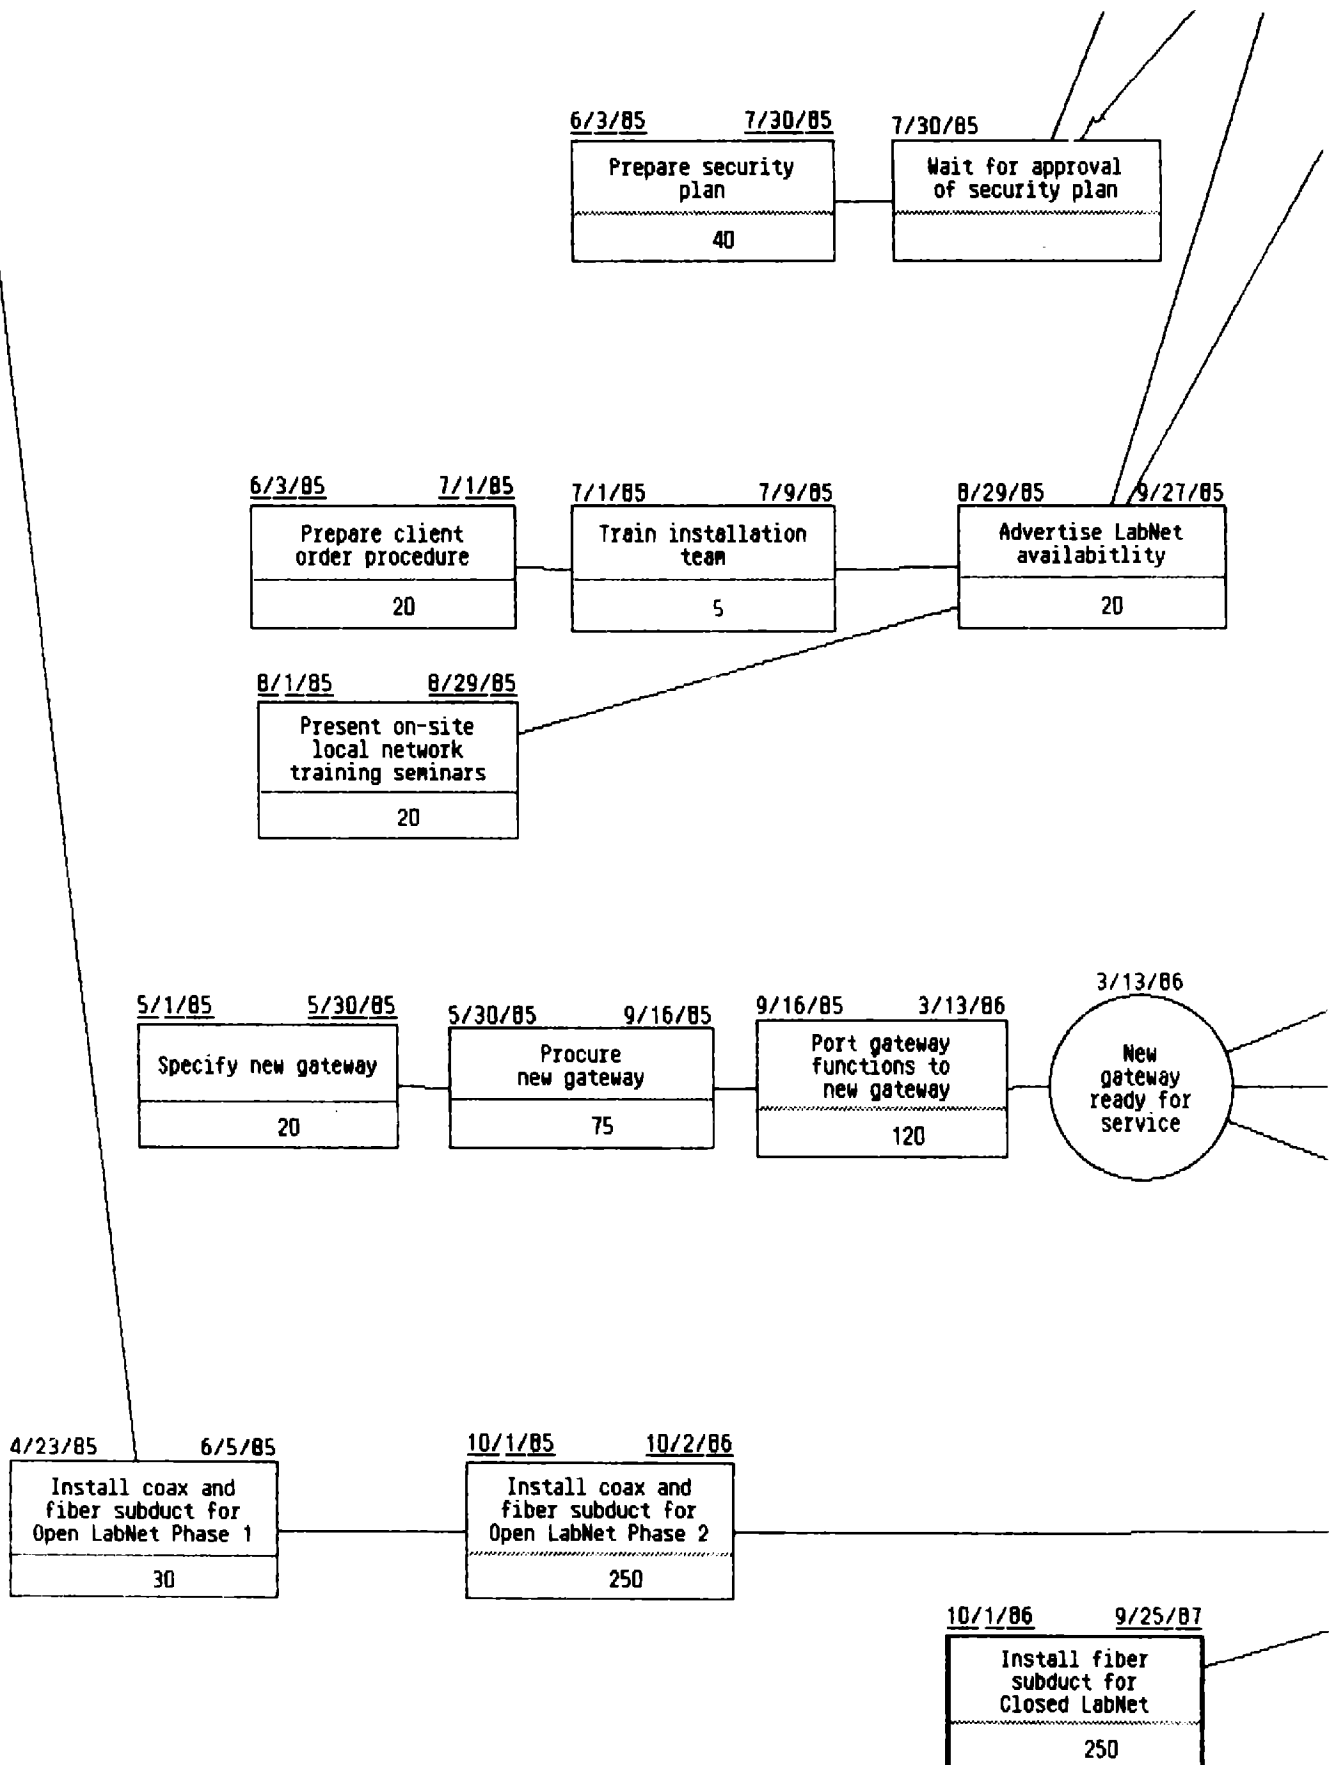 6/3/85 7/30/85
Prepare security
plan
40
7/30/85
Wait for approval
of security plan
6/3/85 7/1/85
Prepare client
order procedure
20
7/1/85 7/9/85
Train installation
team
5
8/29/85 9/27/85
Advertise LabNet
availabitlity
20
8/1/85 8/29/85
Present on-site
local network
training seminars
20
5/1/85 5/30/85
Specify new gateway
20
5/30/85 9/16/85
Procure
new gateway
75
9/16/85 3/13/86
Port gateway
functions to
new gateway
120
3/13/86
New
gateway
ready for
service
4/23/85 6/5/85
Install coax and
fiber subduct for
Open LabNet Phase 1
30
10/1/85 10/2/86
Install coax and
fiber subduct for
Open LabNet Phase 2
250
10/1/86 9/25/87
Install fiber
subduct for
Closed LabNet
250